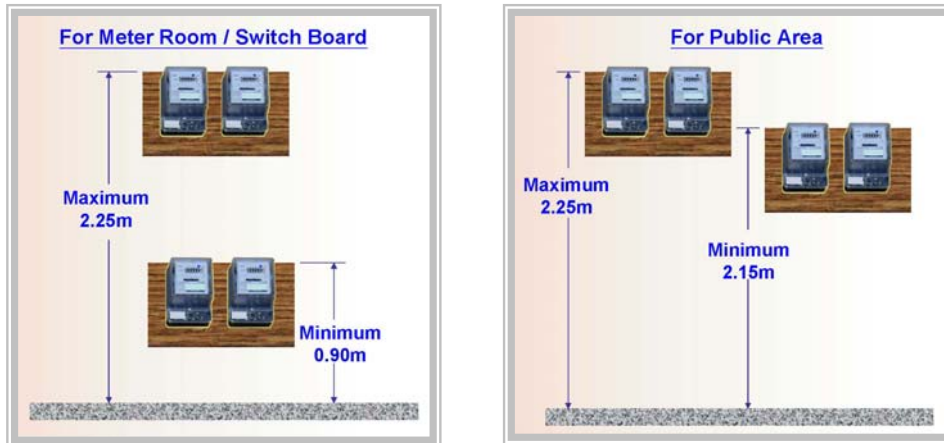 For Meter Room / Switch Board
Maximum
2.25m
Minimum
0.90m
For Public Area
Maximum
2.25m
Minimum
2.15m